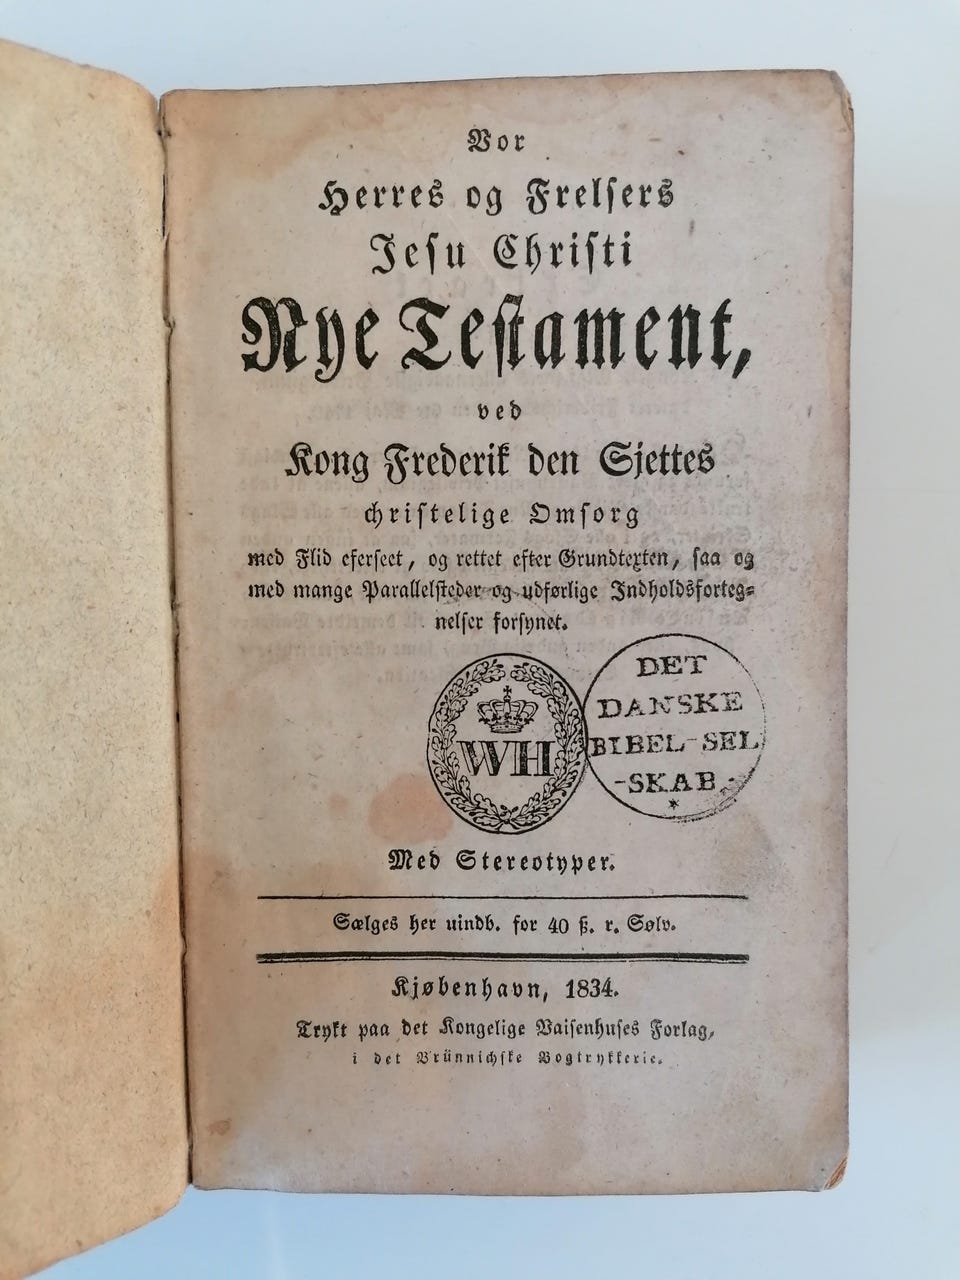 Vor
Herres og Frelsers
Jesu Christi
Nye Testament,
ved
Kong Frederik den Sjettes
christelige Omsorg
med Flid eferseet, og rettet efter Grundtexten, saa og
med mange Parallelsteder og udførlige Indholdsforteg=
nelser forsynet.
WH
DET
DANSKE
BIBEL-SEL
-SKAB.
*
Med Stereotyper.
Sælges her uindb. for 40 ß. r. Sølv.
Kjøbenhavn, 1834.
Trykt paa det Kongelige Vaisenhuses Forlag,
i det Brünnichske Bogtrykkerie.